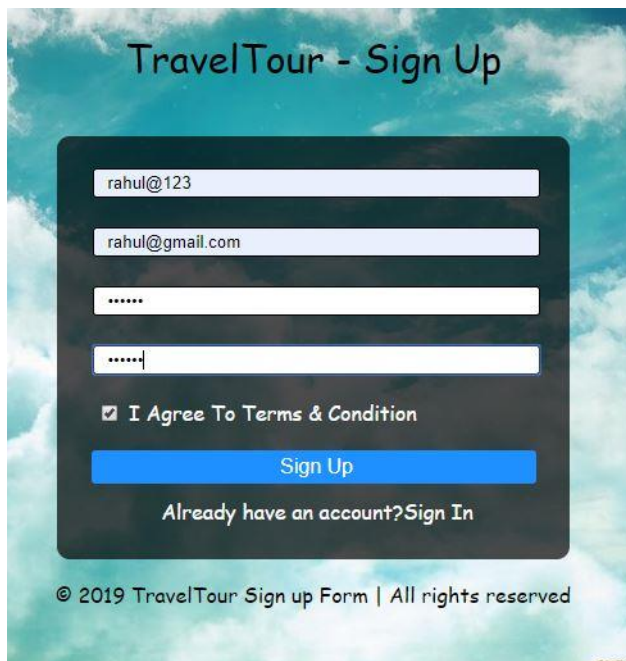 TravelTour - Sign Up
rahul@123
rahul@gmail.com
••••••
••••••
I Agree To Terms & Condition
Sign Up
Already have an account?Sign In
© 2019 TravelTour Sign up Form | All rights reserved